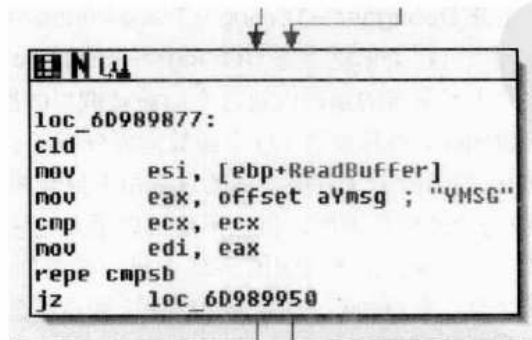 loc_6D989877:
cld
mov esi, [ebp+ReadBuffer]
mov eax, offset aYmsg ; "YMSG"
cmp ecx, ecx
mov edi, eax
repe cmpsb
jz loc_6D989950